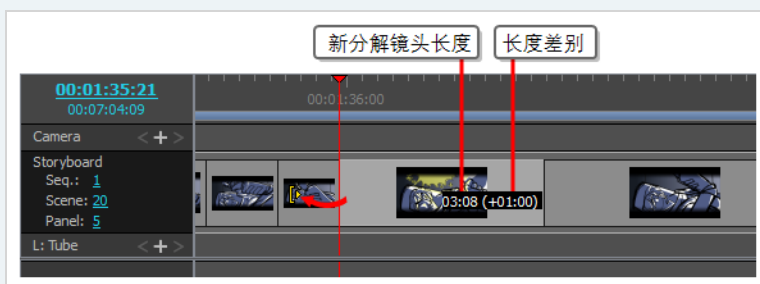 新分解镜头长度
长度差别
00:01:35:21
00:07:04:09
00:01:36:00
Camera < + >
Storyboard
Seq.: 1
Scene: 20
Panel: 5
03:08 (+01:00)
L: Tube < + >